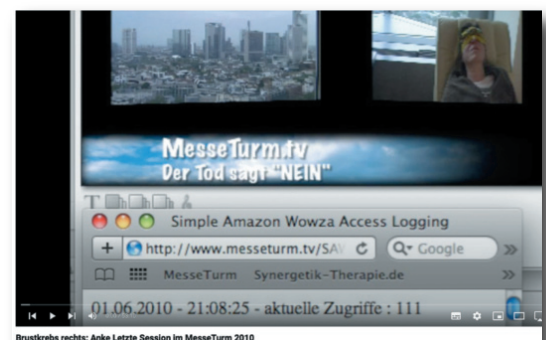 MesseTurm.tv
Der Tod sagt "NEIN"
Simple Amazon Wowza Access Logging
http://www.messeturm.tv/SAW
Google
MesseTurm Synergetik-Therapie.de
01.06.2010 - 21:08:25 - aktuelle Zugriffe : 111
Brustkrebs rechts: Anke Letzte Session im MesseTurm 2010